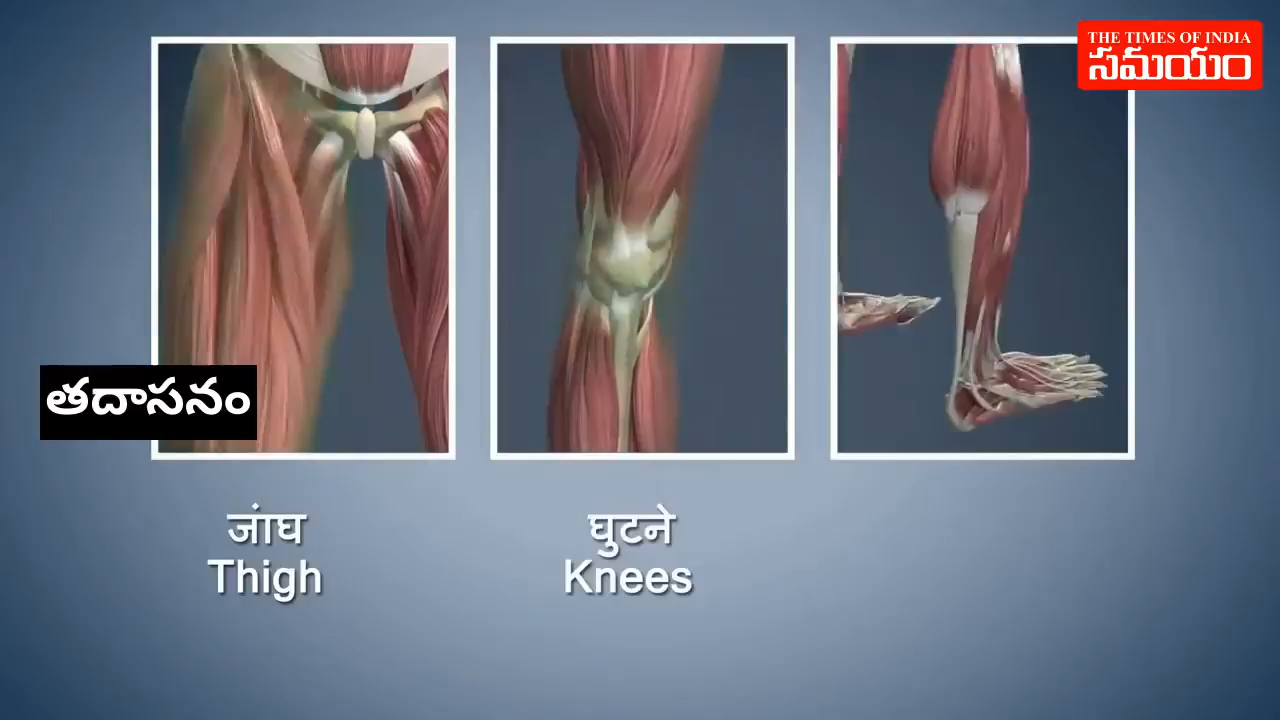 THE TIMES OF INDIA
సమయం
తదాసనం
जांघ
Thigh
घुटने
Knees